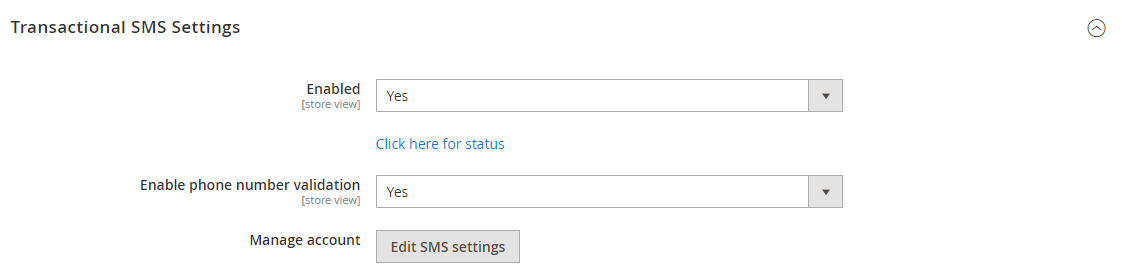 Transactional SMS Settings
Enabled
[store view]
Yes
Click here for status
Enable phone number validation
[store view]
Yes
Manage account
Edit SMS settings